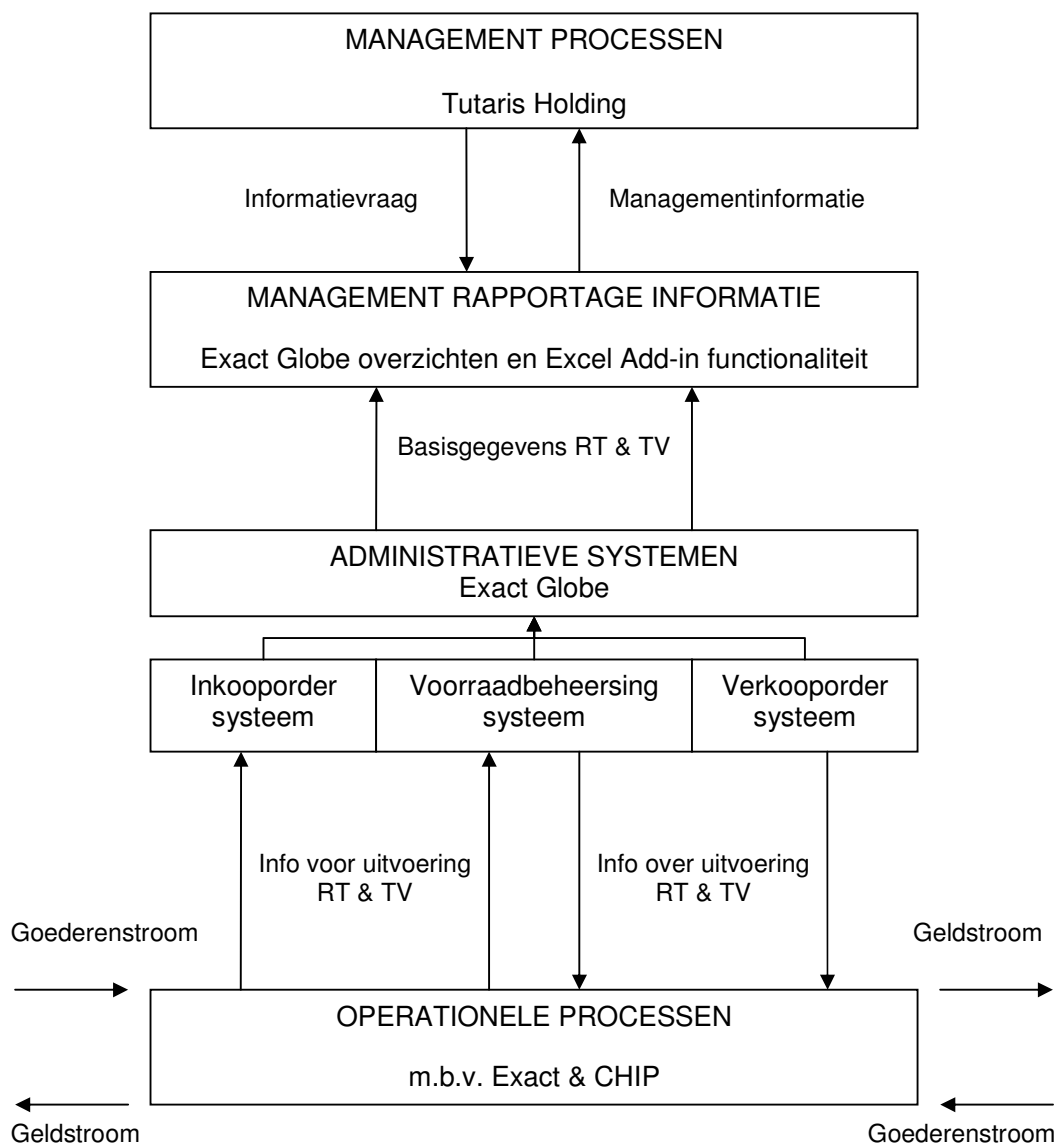 MANAGEMENT PROCESSEN
Tutaris Holding
Informatievraag
Managementinformatie
MANAGEMENT RAPPORTAGE INFORMATIE
Exact Globe overzichten en Excel Add-in functionaliteit
Basisgegevens RT & TV
ADMINISTRATIEVE SYSTEMEN
Exact Globe
Inkooporder
systeem
Voorraadbeheersing
systeem
Verkooporder
systeem
Info voor uitvoering
RT & TV
Info over uitvoering
RT & TV
Goederenstroom
Geldstroom
OPERATIONELE PROCESSEN
m.b.v. Exact & CHIP
Geldstroom
Goederenstroom